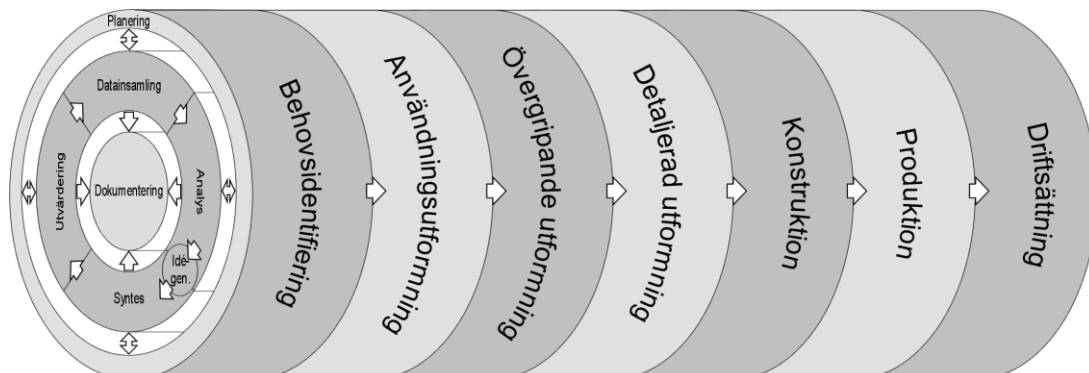 Planering
Datainsamling
Utvärdering
Dokumentering
Analys
Idé-
gen.
Syntes
Behovsidentifiering
Användningsutformning
Övergripande utformning
Detaljerad utformning
Konstruktion
Produktion
Driftsättning